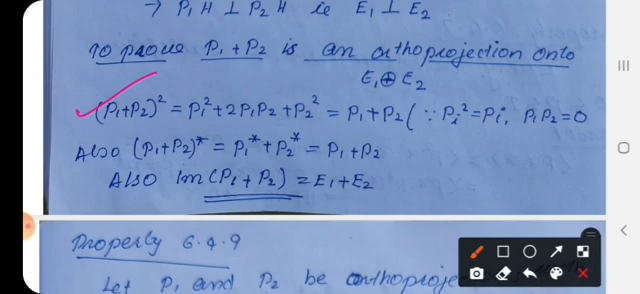 → P₁H ⊥ P₂H ie E₁ ⊥ E₂
To prove P₁+P₂ is an orthoprojection onto
E₁⊕E₂
(P₁+P₂)² = P₁²+2P₁P₂+P₂² = P₁+P₂ (∵ Pᵢ²=Pᵢ, P₁P₂=0
Also (P₁+P₂)* = P₁*+P₂* = P₁+P₂
Also Im(P₁+P₂) = E₁+E₂
Property 6.4.9
Let P₁ and P₂ be